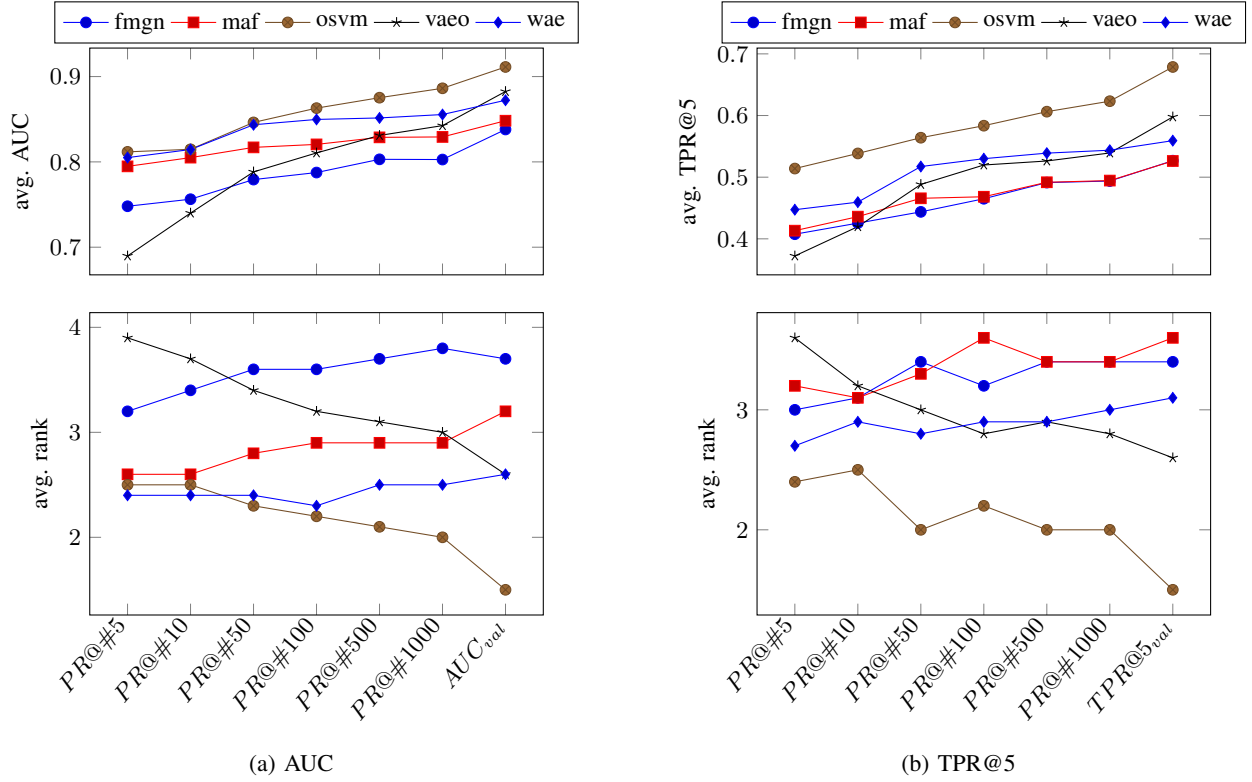 fmgn maf osvm vaeo wae
0.9
0.8
0.7
avg. AUC
4
3
2
avg. rank
PR@#5
PR@#10
PR@#50
PR@#100
PR@#500
PR@#1000
AUC_val
(a) AUC
fmgn maf osvm vaeo wae
0.7
0.6
0.5
0.4
avg. TPR@5
3
2
avg. rank
PR@#5
PR@#10
PR@#50
PR@#100
PR@#500
PR@#1000
TPR@5_val
(b) TPR@5